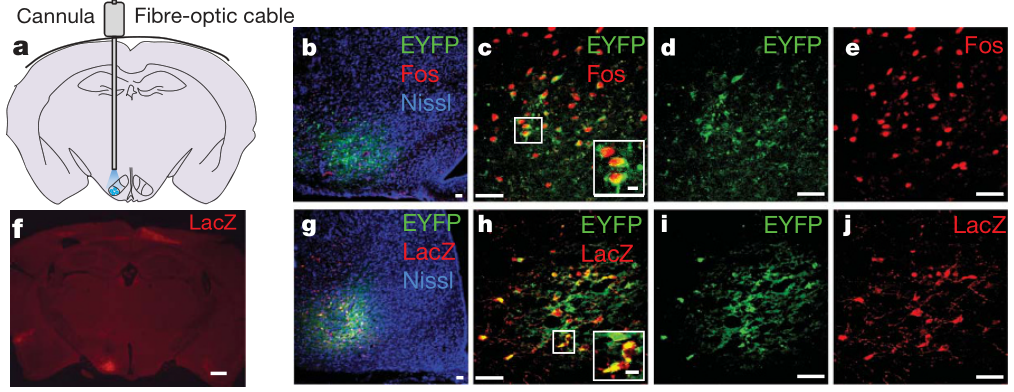 Cannula Fibre-optic cable
a
b EYFP
Fos
Nissl
c EYFP
Fos
d EYFP
e Fos
f LacZ
g EYFP
LacZ
Nissl
h EYFP
LacZ
i EYFP
j LacZ